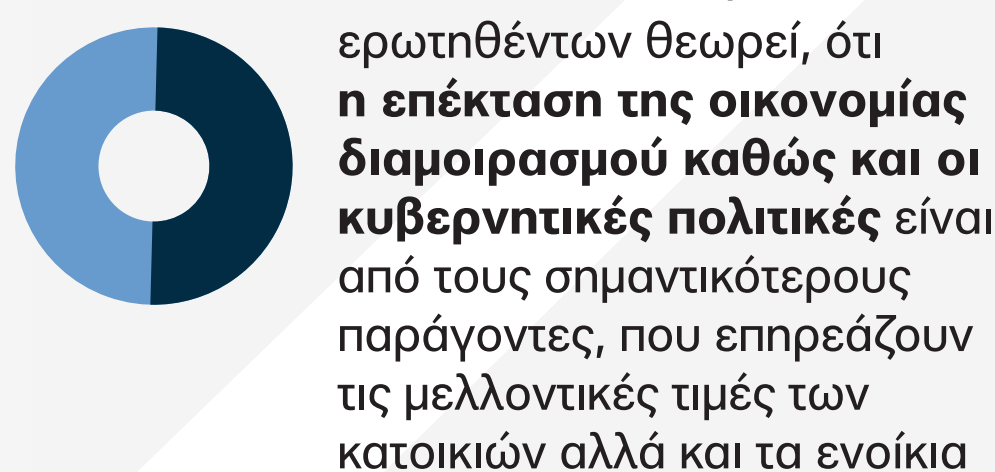 ερωτηθέντων θεωρεί, ότι
η επέκταση της οικονομίας
διαμοιρασμού καθώς και οι
κυβερνητικές πολιτικές είναι
από τους σημαντικότερους
παράγοντες, που επηρεάζουν
τις μελλοντικές τιμές των
κατοικιών αλλά και τα ενοίκια